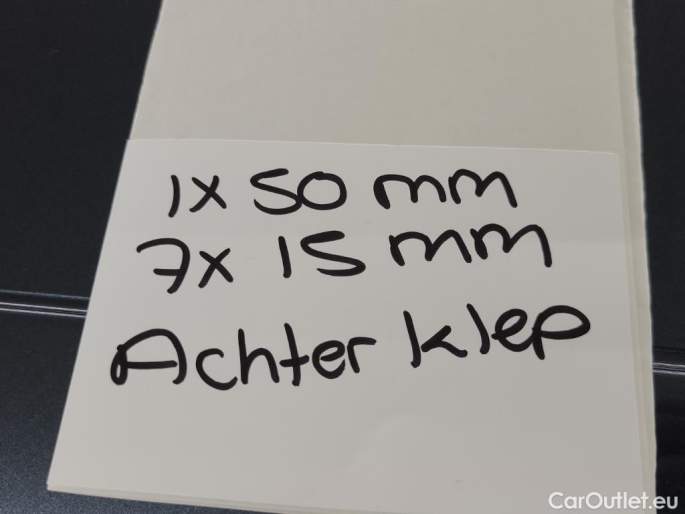 1x 50 mm
7x 15 mm
Achter klep
CarOutlet.eu